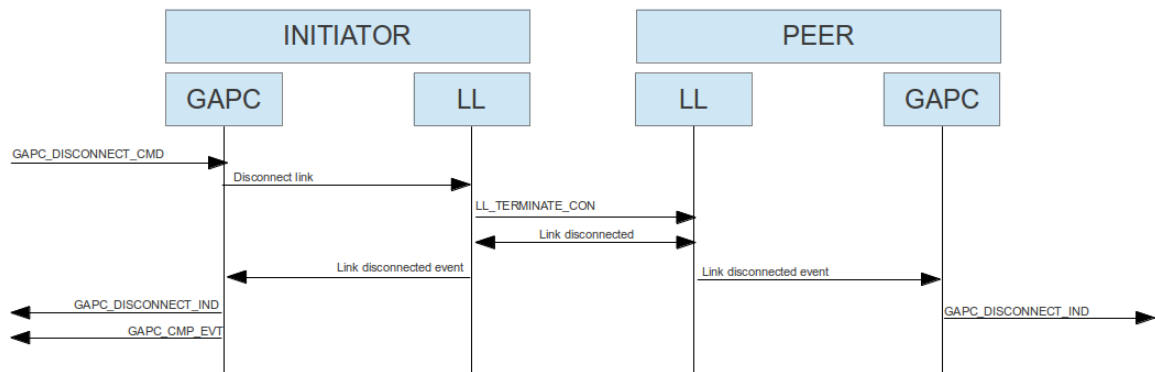 INITIATOR
PEER
GAPC
LL
LL
GAPC
GAPC_DISCONNECT_CMD
Disconnect link
LL_TERMINATE_CON
Link disconnected
Link disconnected event
Link disconnected event
GAPC_DISCONNECT_IND
GAPC_DISCONNECT_IND
GAPC_CMP_EVT